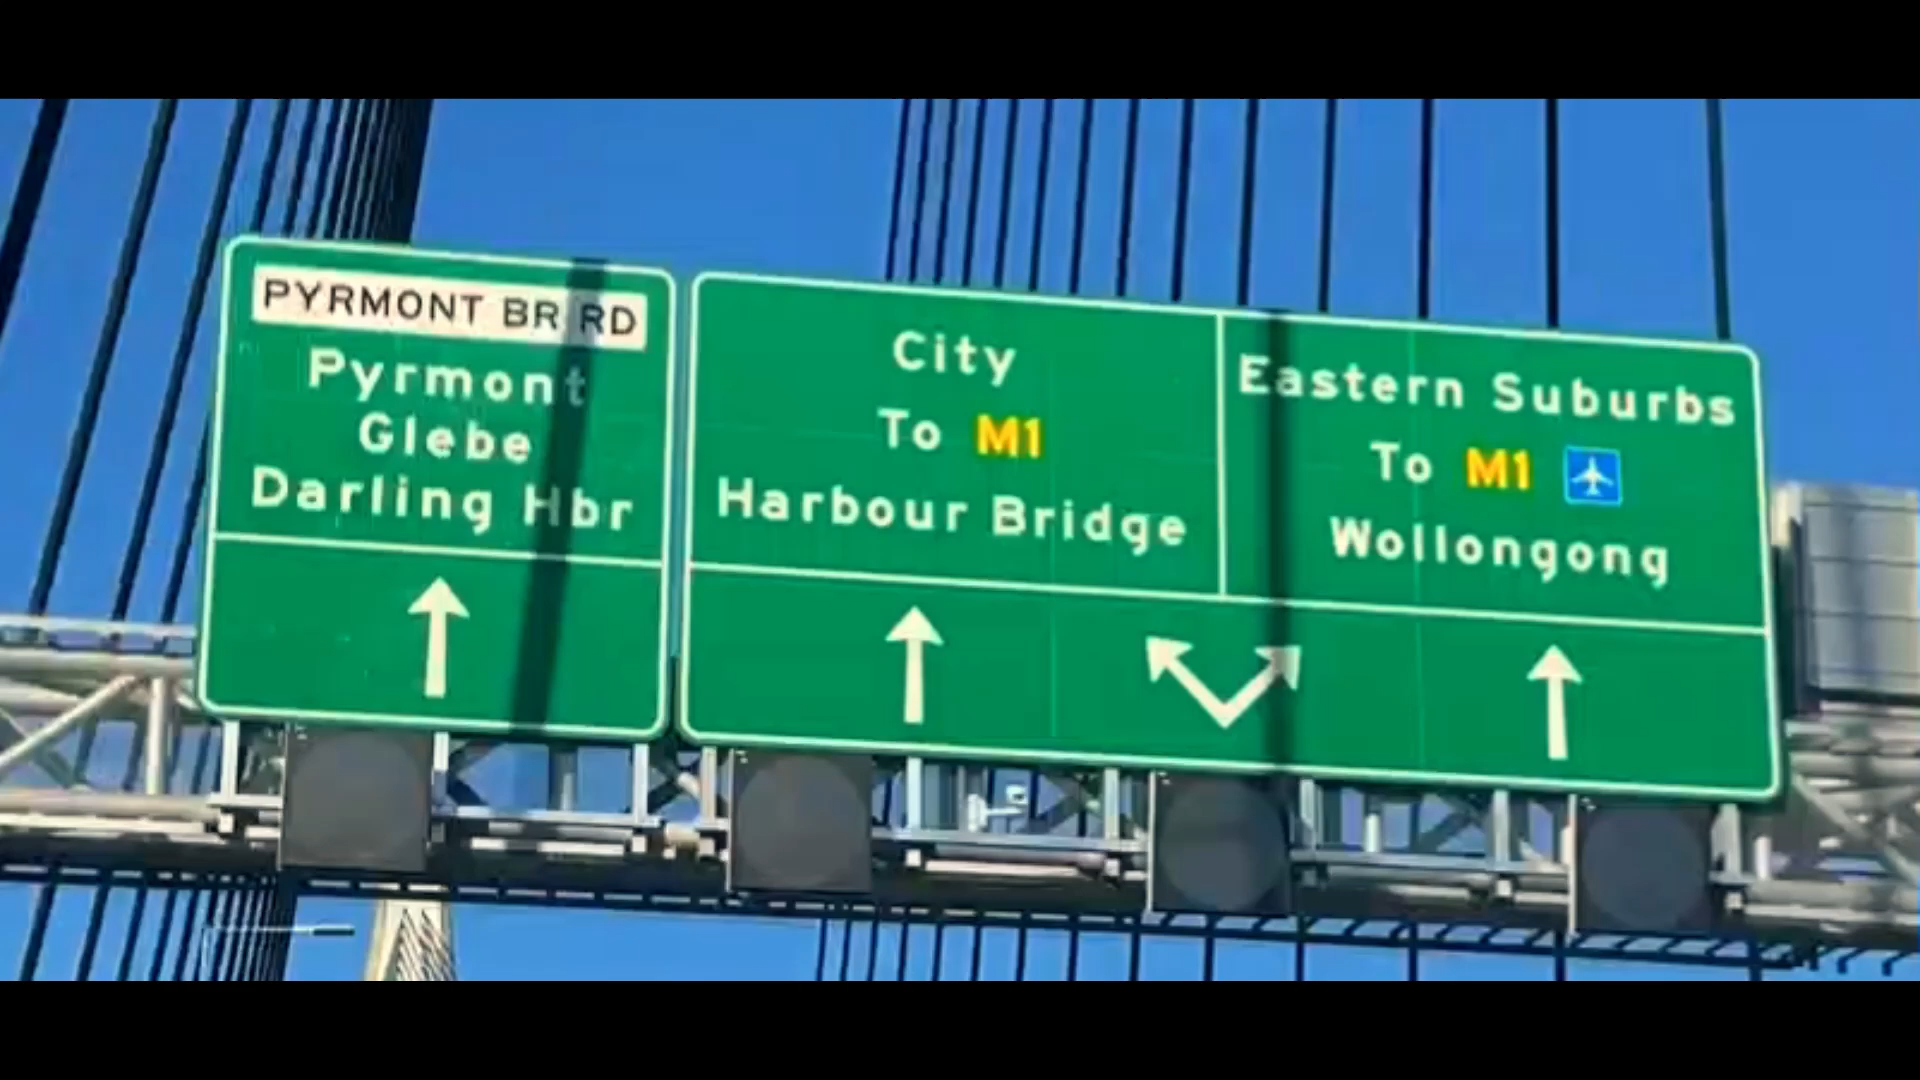 PYRMONT BR RD
Pyrmont
Glebe
Darling Hbr
City
To M1
Harbour Bridge
Eastern Suburbs
To M1
Wollongong